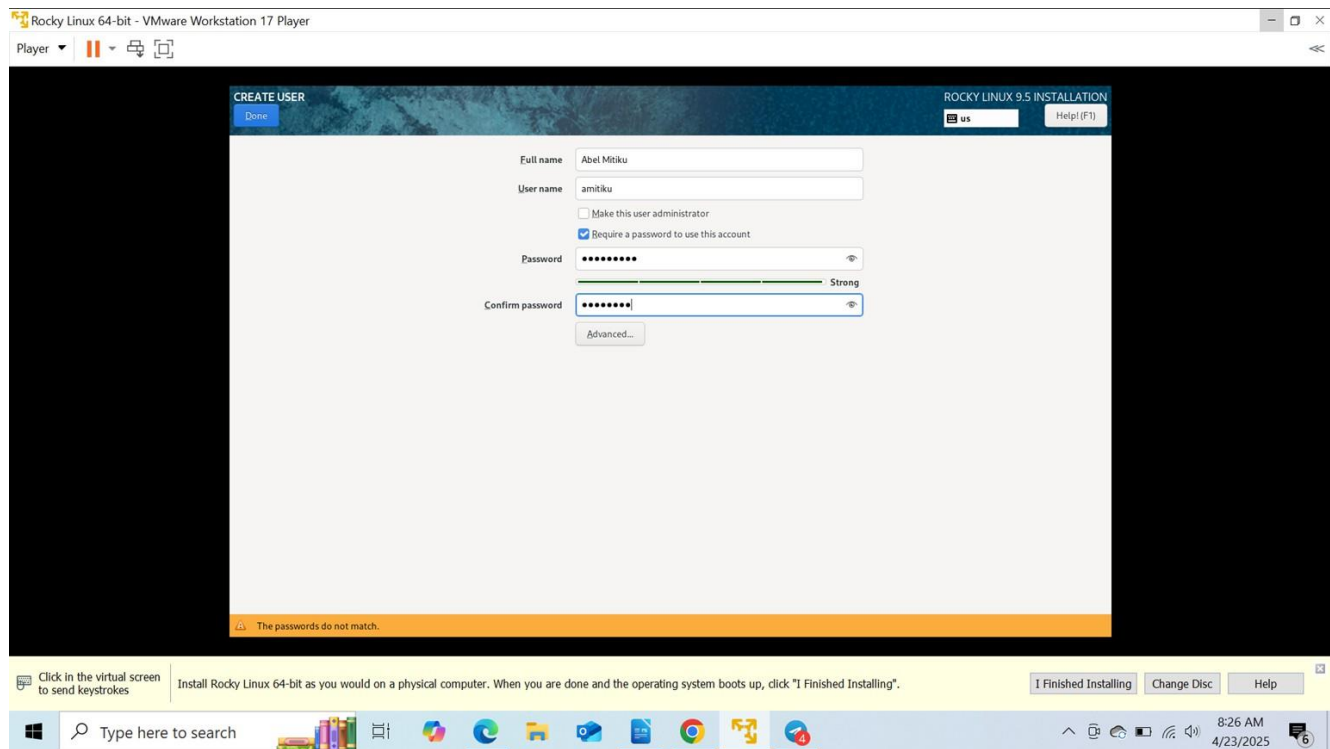 Rocky Linux 64-bit - VMware Workstation 17 Player
Player
CREATE USER
ROCKY LINUX 9.5 INSTALLATION
Done
us
Help! (F1)
Full name
Abel Mitiku
User name
amitiku
Make this user administrator
Require a password to use this account
Password
●●●●●●●●●
Strong
Confirm password
●●●●●●●●
Advanced...
The passwords do not match.
Click in the virtual screen
to send keystrokes
Install Rocky Linux 64-bit as you would on a physical computer. When you are done and the operating system boots up, click "I Finished Installing".
I Finished Installing
Change Disc
Help
Type here to search
4
8:26 AM
4/23/2025
6